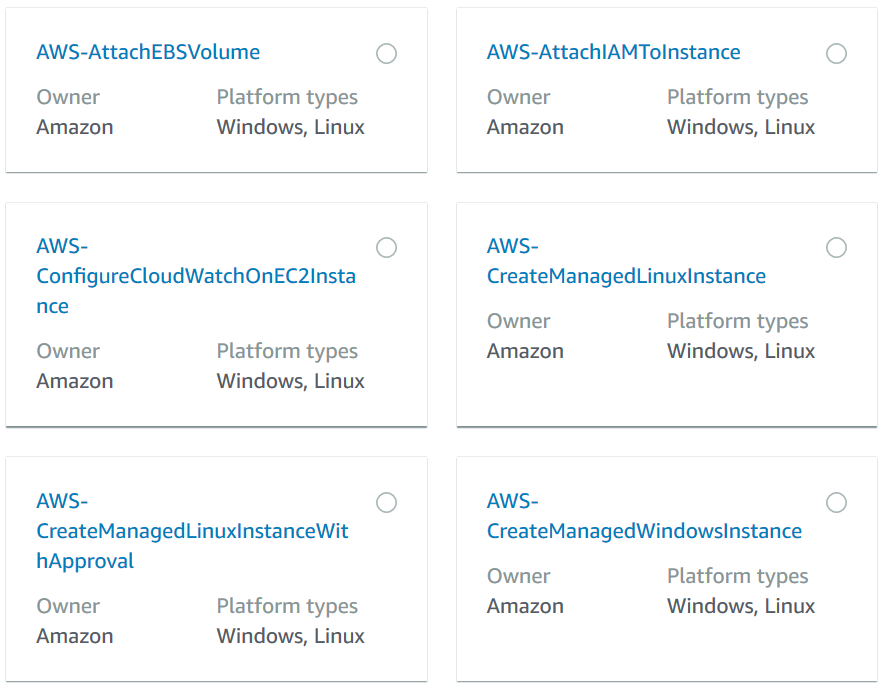 AWS-AttachEBSVolume
Owner Platform types
Amazon Windows, Linux
AWS-AttachIAMToInstance
Owner Platform types
Amazon Windows, Linux
AWS-
ConfigureCloudWatchOnEC2Insta
nce
Owner Platform types
Amazon Windows, Linux
AWS-
CreateManagedLinuxInstance
Owner Platform types
Amazon Windows, Linux
AWS-
CreateManagedLinuxInstanceWit
hApproval
Owner Platform types
Amazon Windows, Linux
AWS-
CreateManagedWindowsInstance
Owner Platform types
Amazon Windows, Linux